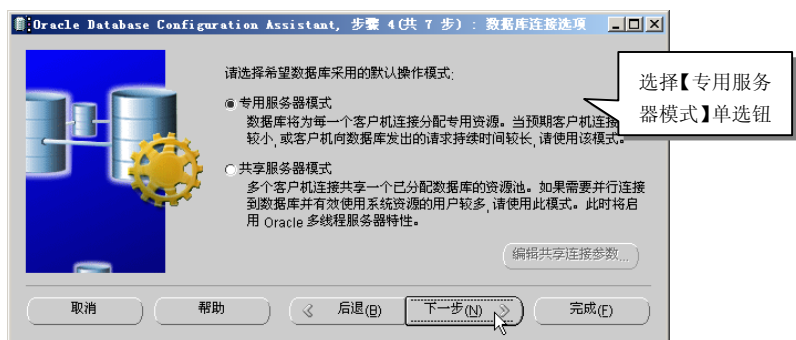 Oracle Database Configuration Assistant, 步骤 4(共 7 步) : 数据库连接选项
请选择希望数据库采用的默认操作模式:
选择【专用服务
器模式】单选钮
专用服务器模式
数据库将为每一个客户机连接分配专用资源。当预期客户机连接
较小, 或客户机向数据库发出的请求持续时间较长, 请使用该模式。
共享服务器模式
多个客户机连接共享一个已分配数据库的资源池。如果需要并行连接
到数据库并有效使用系统资源的用户较多, 请使用此模式。此时将启
用 Oracle 多线程服务器特性。
编辑共享连接参数...
取消 帮助 后退(B) 下一步(N) 完成(F)